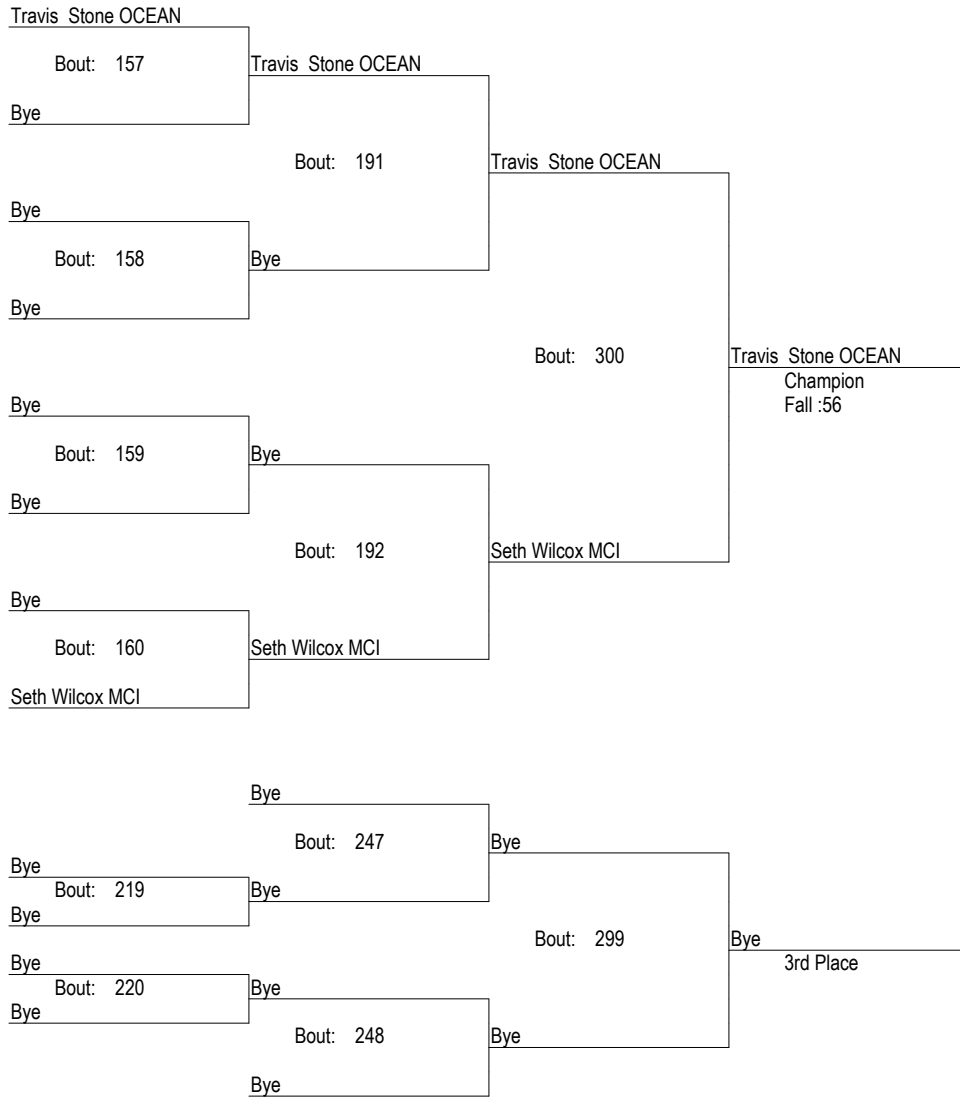 Travis  Stone OCEAN
Bout: 157 Travis  Stone OCEAN
Bye
Bout: 191 Travis  Stone OCEAN
Bye
Bout: 158 Bye
Bye
Bout: 300 Travis  Stone OCEAN
Champion
Bye Fall :56
Bout: 159 Bye
Bye
Bout: 192 Seth Wilcox MCI
Bye
Bout: 160 Seth Wilcox MCI
Seth Wilcox MCI
Bye
Bout: 247 Bye
Bye
Bout: 219 Bye
Bye
Bout: 299 Bye
Bye 3rd Place
Bout: 220 Bye
Bye
Bout: 248 Bye
Bye